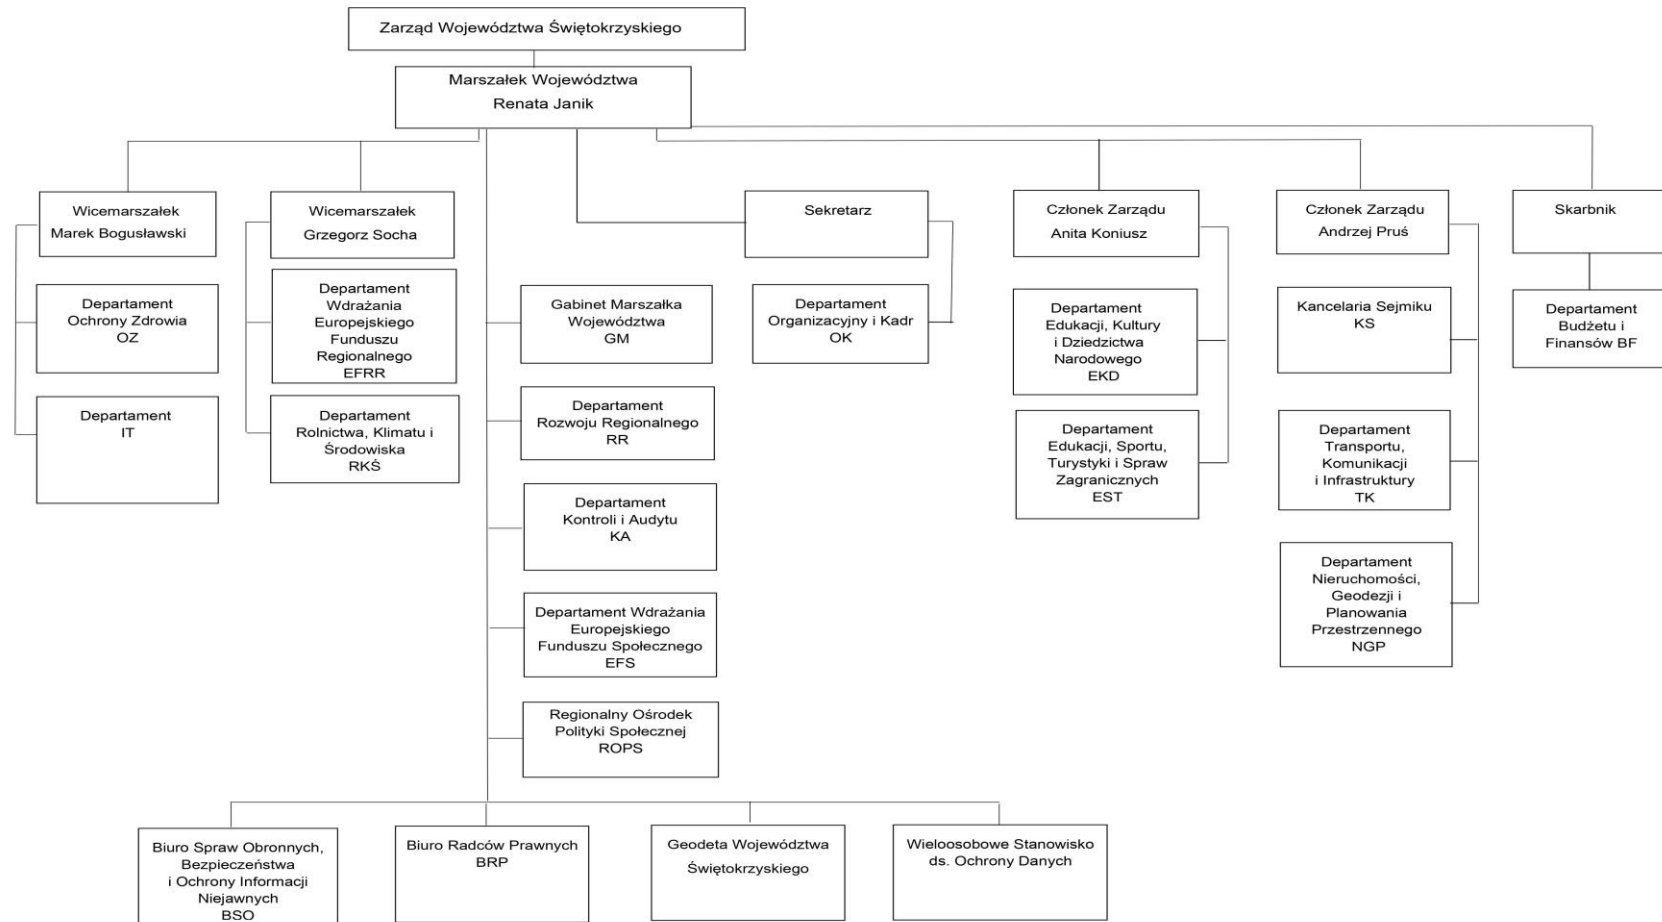 Zarząd Województwa Świętokrzyskiego
Marszałek Województwa
Renata Janik
Wicemarszałek
Marek Bogusławski
Wicemarszałek
Grzegorz Socha
Sekretarz
Członek Zarządu
Anita Koniusz
Członek Zarządu
Andrzej Pruś
Skarbnik
Departament
Ochrony Zdrowia
OZ
Departament
IT
Departament
Wdrażania
Europejskiego
Funduszu
Regionalnego
EFRR
Departament
Rolnictwa, Klimatu i
Środowiska
RKŚ
Gabinet Marszałka
Województwa
GM
Departament
Rozwoju Regionalnego
RR
Departament
Kontroli i Audytu
KA
Departament Wdrażania
Europejskiego
Funduszu Społecznego
EFS
Regionalny Ośrodek
Polityki Społecznej
ROPS
Departament
Organizacyjny i Kadr
OK
Departament
Edukacji, Kultury
i Dziedzictwa
Narodowego
EKD
Departament
Edukacji, Sportu,
Turystyki i Spraw
Zagranicznych
EST
Kancelaria Sejmiku
KS
Departament
Transportu,
Komunikacji
i Infrastruktury
TK
Departament
Nieruchomości,
Geodezji i
Planowania
Przestrzennego
NGP
Departament
Budżetu i
Finansów BF
Biuro Spraw Obronnych,
Bezpieczeństwa
i Ochrony Informacji
Niejawnych
BSO
Biuro Radców Prawnych
BRP
Geodeta Województwa
Świętokrzyskiego
Wieloosobowe Stanowisko
ds. Ochrony Danych